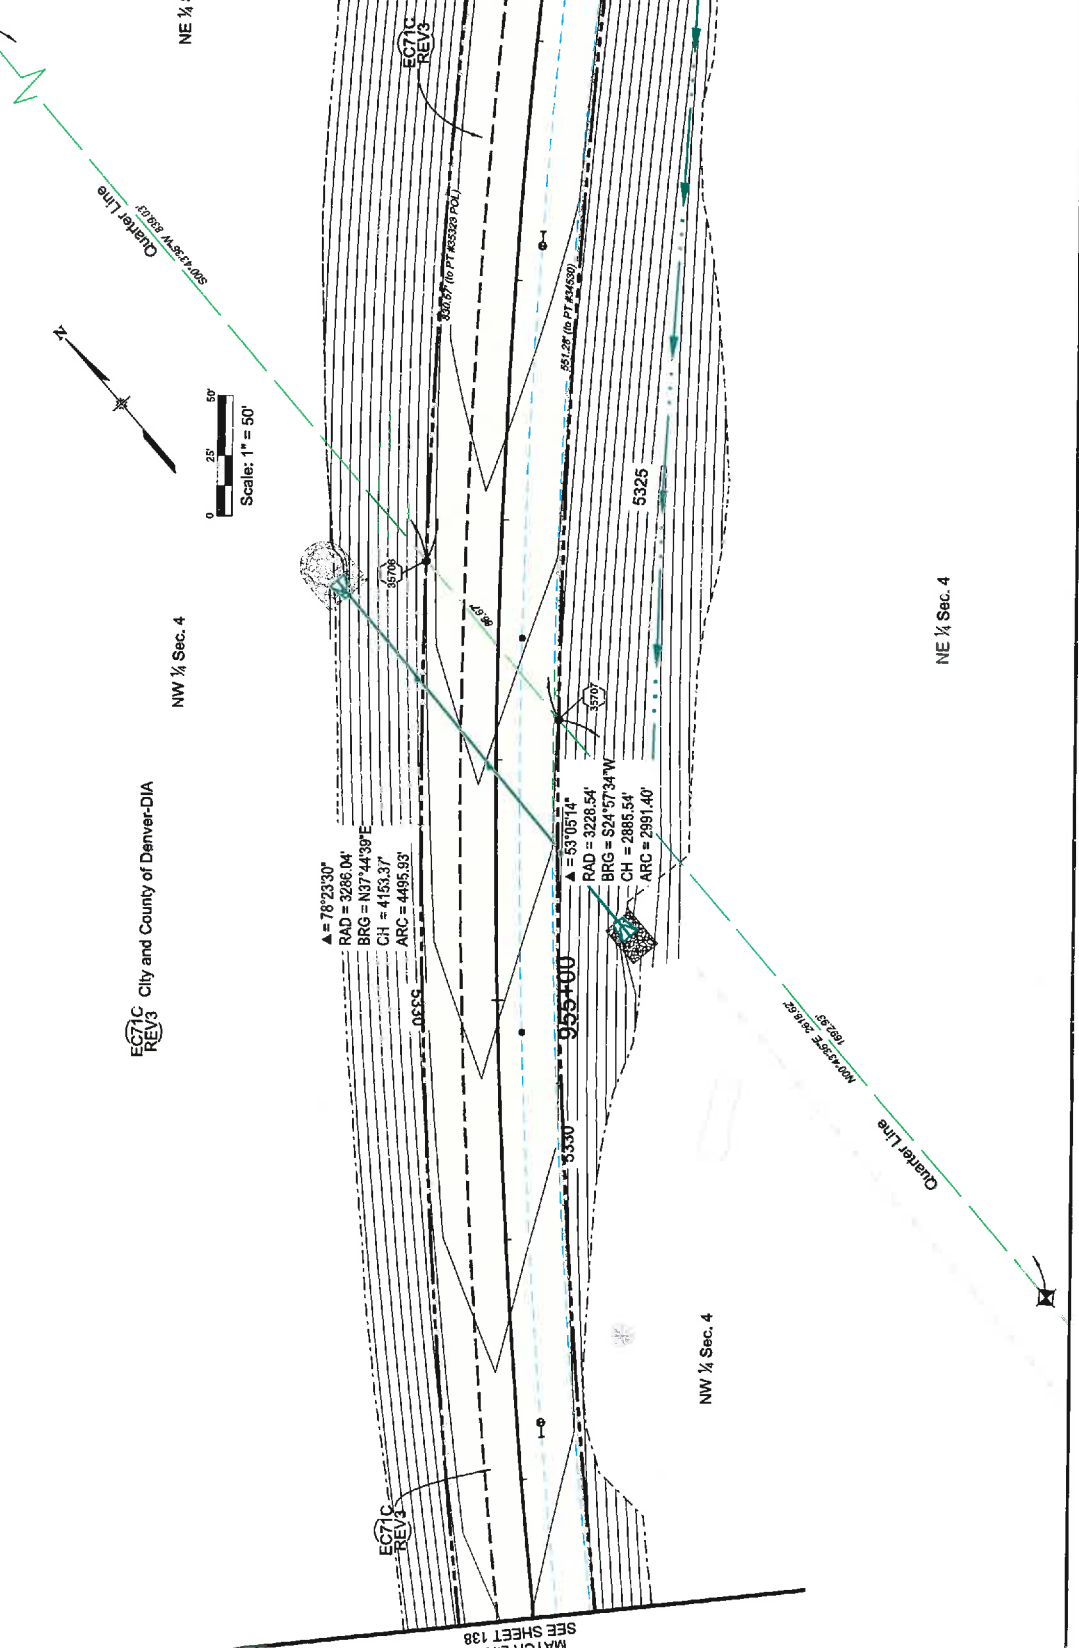 NE ¼ S
EC71C
REV3
Quarter Line
S00°43'36"W 839.03'
N
0 25' 50'
Scale: 1" = 50'
830.67' (to PT #35323 POL)
551.28' (to PT #34530)
5325
35706
86.67'
35707
NW ¼ Sec. 4
NE ¼ Sec. 4
EC71C
REV3
City and County of Denver-DIA
▲ = 78°23'30"
RAD = 3286.04'
BRG = N37°44'39"E
CH = 4153.37'
ARC = 4495.93'
▲ = 53°05'14"
RAD = 3228.54'
BRG = S24°57'34"W
CH = 2885.54'
ARC = 2991.40'
5330
955+00
5330
N00°43'36"E 2618.62'
1692.93'
Quarter Line
NW ¼ Sec. 4
EC71C
REV3
SEE SHEET 138